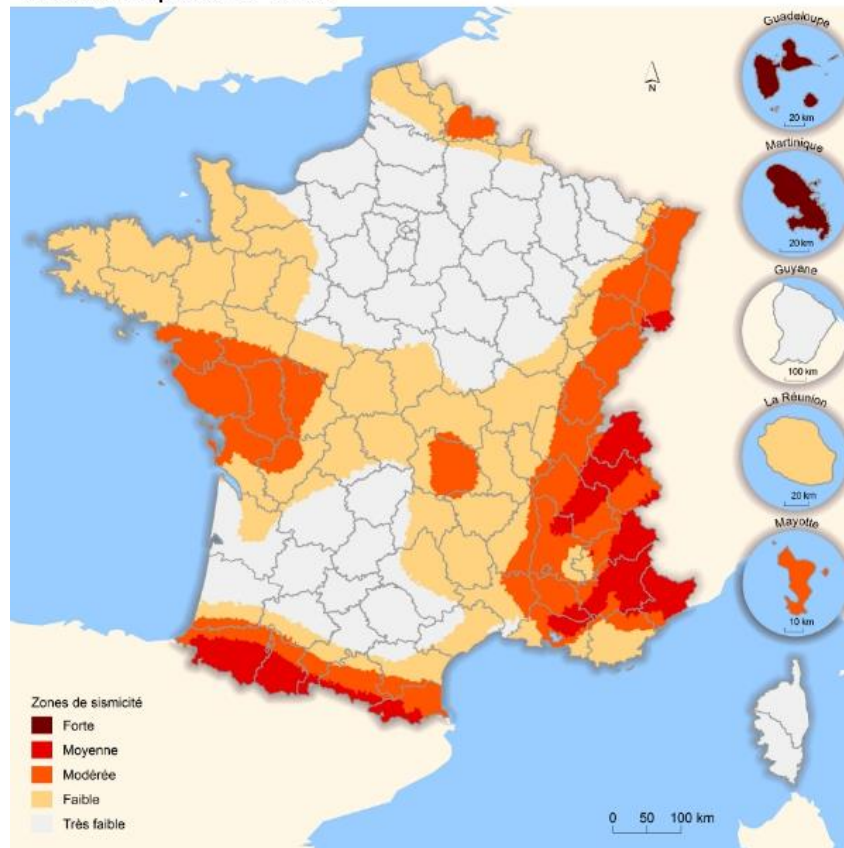 Guadeloupe
20 km
Martinique
20 km
Guyane
100 km
La Réunion
20 km
Mayotte
10 km
N
Zones de sismicité
Forte
Moyenne
Modérée
Faible
Très faible
0 50 100 km